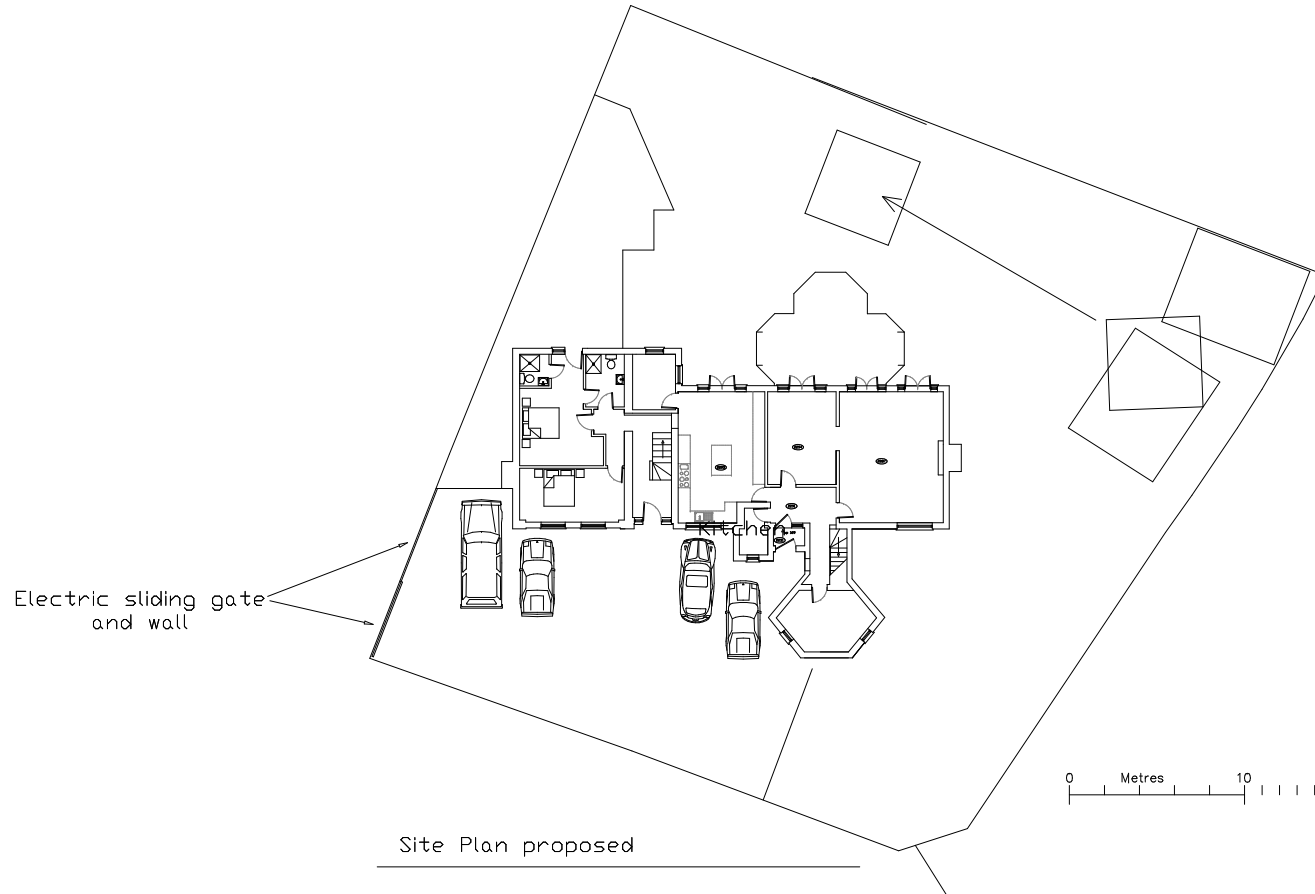 Kitchen
Electric sliding gate
and wall
0 Metres 10
Site Plan proposed